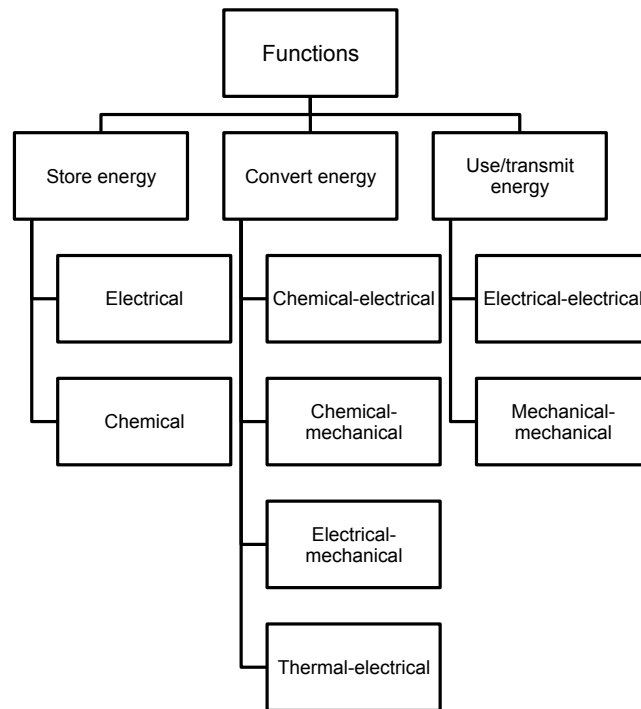 Functions
Store energy
Convert energy
Use/transmit
energy
Electrical
Chemical-electrical
Electrical-electrical
Chemical
Chemical-
mechanical
Mechanical-
mechanical
Electrical-
mechanical
Thermal-electrical